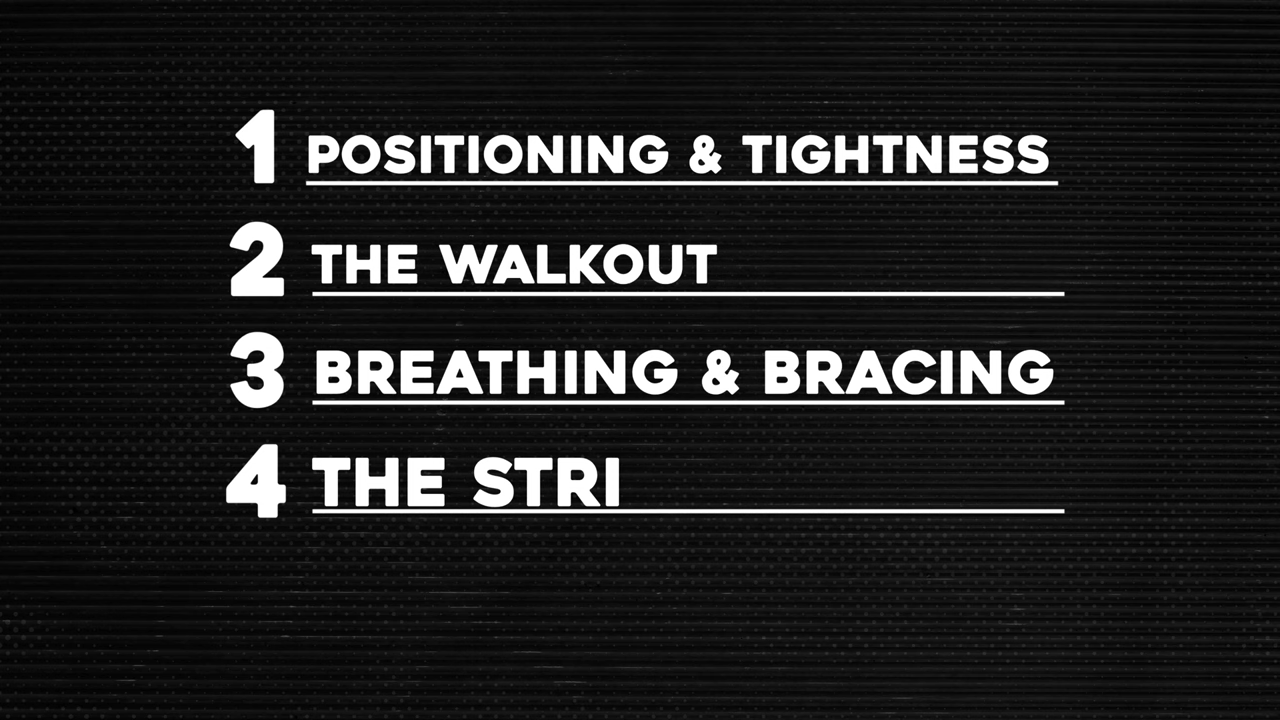 1 POSITIONING & TIGHTNESS
2 THE WALKOUT
3 BREATHING & BRACING
4 THE STRI